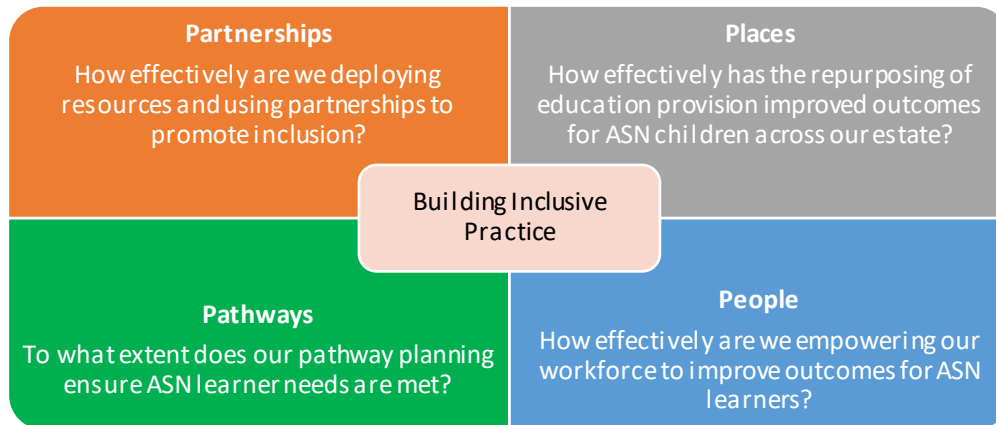 Partnerships
How effectively are we deploying
resources and using partnerships to
promote inclusion?
Places
How effectively has the repurposing of
education provision improved outcomes
for ASN children across our estate?
Building Inclusive
Practice
Pathways
To what extent does our pathway planning
ensure ASN learner needs are met?
People
How effectively are we empowering our
workforce to improve outcomes for ASN
learners?